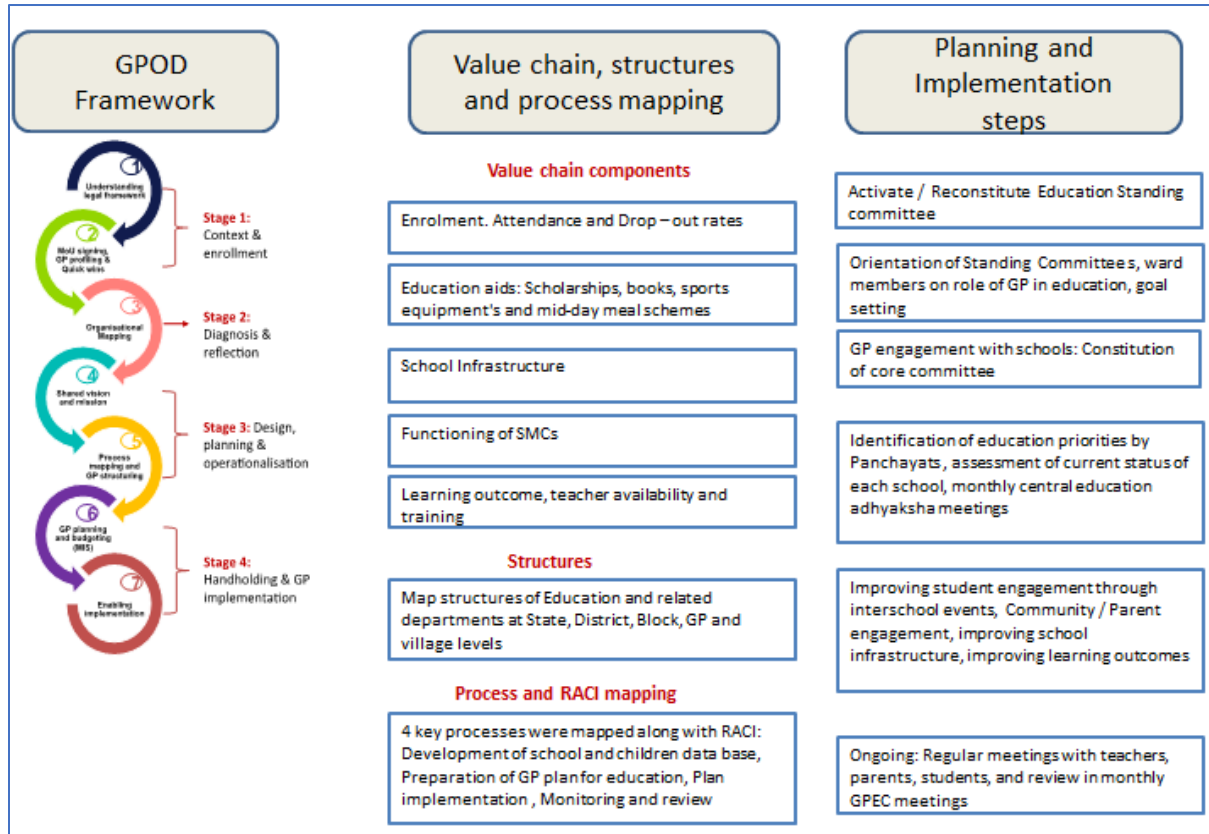 GPOD
Framework
1
Understanding
legal framework
2
MoU signing,
GP profiling &
Quick wins
3
Organisational
Mapping
4
Shared vision
and mission
5
Process
mapping and
GP structuring
6
GP planning
and budgeting
(MIS)
7
Enabling
implementation
Stage 1:
Context &
enrollment
Stage 2:
Diagnosis &
reflection
Stage 3: Design,
planning &
operationalisation
Stage 4:
Handholding & GP
implementation
Value chain, structures
and process mapping
Value chain components
Enrolment. Attendance and Drop – out rates
Education aids: Scholarships, books, sports
equipment's and mid-day meal schemes
School Infrastructure
Functioning of SMCs
Learning outcome, teacher availability and
training
Structures
Map structures of Education and related
departments at State, District, Block, GP and
village levels
Process and RACI mapping
4 key processes were mapped along with RACI:
Development of school and children data base,
Preparation of GP plan for education, Plan
implementation , Monitoring and review
Planning and
Implementation
steps
Activate / Reconstitute Education Standing
committee
Orientation of Standing Committees, ward
members on role of GP in education, goal
setting
GP engagement with schools: Constitution
of core committee
Identification of education priorities by
Panchayats , assessment of current status of
each school, monthly central education
adhyaksha meetings
Improving student engagement through
interschool events, Community / Parent
engagement, improving school
infrastructure, improving learning outcomes
Ongoing: Regular meetings with teachers,
parents, students, and review in monthly
GPEC meetings